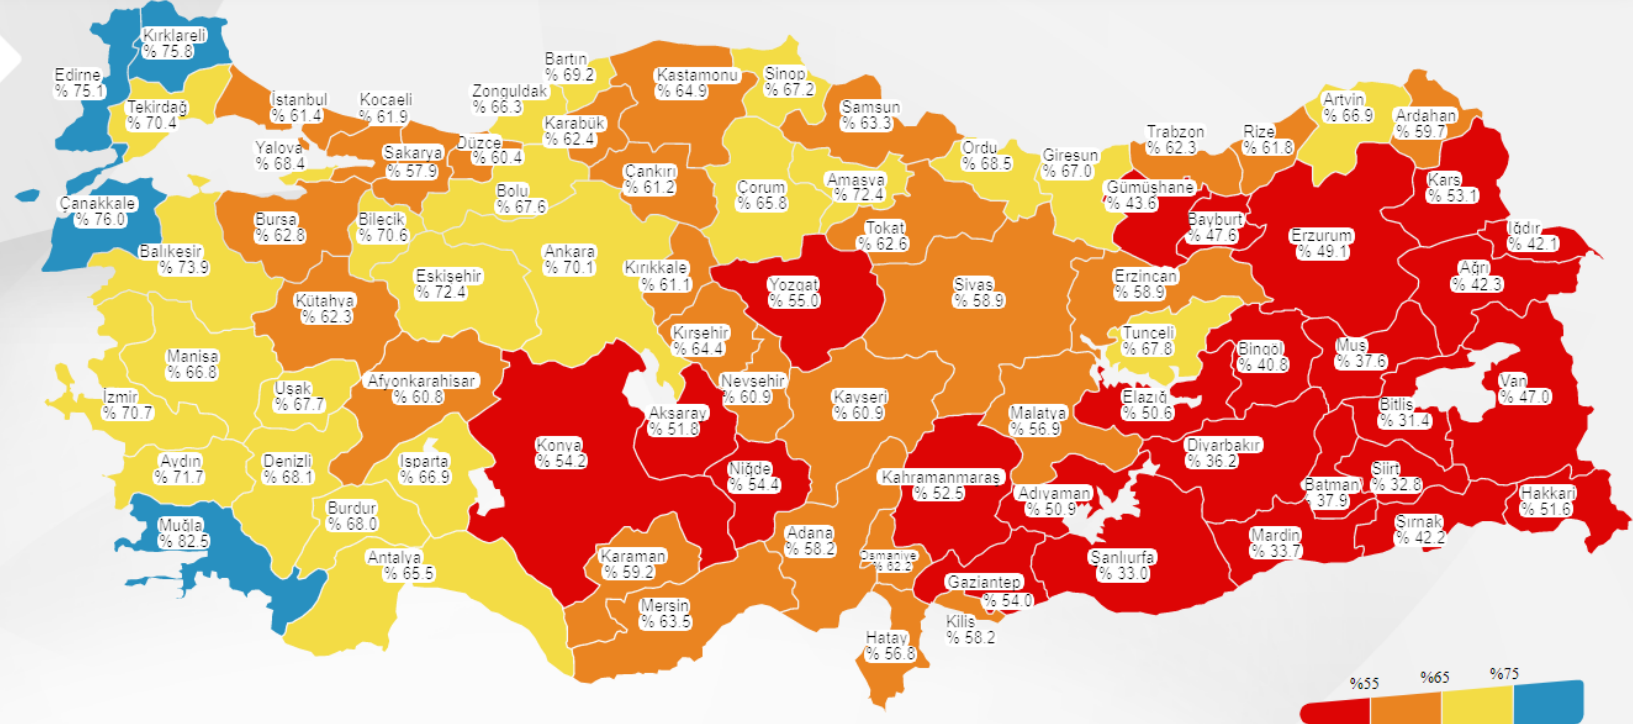 Kırklareli
% 75.8
Edirne
% 75.1
Tekirdağ
% 70.4
İstanbul
% 61.4
Kocaeli
% 61.9
Yalova
% 68.4
Sakarya
% 57.9
Düzce
% 60.4
Zonguldak
% 66.3
Bartın
% 69.2
Karabük
% 62.4
Kastamonu
% 64.9
Sinop
% 67.2
Samsun
% 63.3
Çankırı
% 61.2
Çorum
% 65.8
Amasya
% 72.4
Ordu
% 68.5
Giresun
% 67.0
Trabzon
% 62.3
Rize
% 61.8
Artvin
% 66.9
Ardahan
% 59.7
Gümüşhane
% 43.6
Bayburt
% 47.6
Kars
% 53.1
Iğdır
% 42.1
Erzurum
% 49.1
Ağrı
% 42.3
Çanakkale
% 76.0
Bursa
% 62.8
Bilecik
% 70.6
Bolu
% 67.6
Balıkesir
% 73.9
Eskişehir
% 72.4
Ankara
% 70.1
Kırıkkale
% 61.1
Tokat
% 62.6
Yozgat
% 55.0
Sivas
% 58.9
Erzincan
% 58.9
Kütahya
% 62.3
Kırşehir
% 64.4
Tunceli
% 67.8
Bingöl
% 40.8
Muş
% 37.6
Manisa
% 66.8
Uşak
% 67.7
Afyonkarahisar
% 60.8
Nevşehir
% 60.9
Kayseri
% 60.9
Malatya
% 56.9
Elazığ
% 50.6
Van
% 47.0
Bitlis
% 31.4
İzmir
% 70.7
Aksaray
% 51.8
Konya
% 54.2
Niğde
% 54.4
Diyarbakır
% 36.2
Aydın
% 71.7
Denizli
% 68.1
Isparta
% 66.9
Kahramanmaraş
% 52.5
Adıyaman
% 50.9
Batman
% 37.9
Siirt
% 32.8
Hakkari
% 51.6
Burdur
% 68.0
Muğla
% 82.5
Şırnak
% 42.2
Mardin
% 33.7
Antalya
% 65.5
Karaman
% 59.2
Adana
% 58.2
Osmaniye
% 62.2
Şanlıurfa
% 33.0
Gaziantep
% 54.0
Mersin
% 63.5
Kilis
% 58.2
Hatay
% 56.8
%55 %65 %75